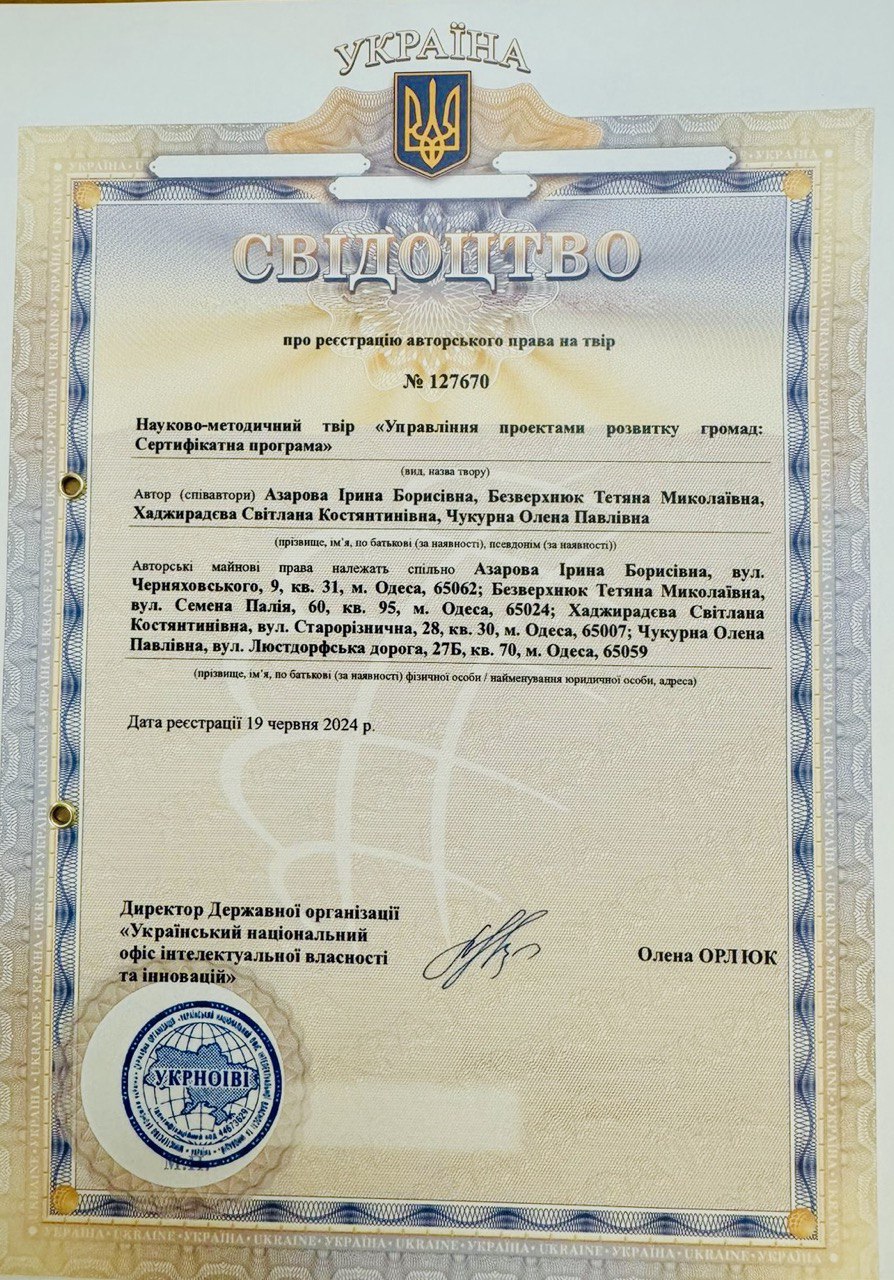 УКРАЇНА
СВІДОЦТВО
про реєстрацію авторського права на твір
№ 127670
Науково-методичний твір «Управління проектами розвитку громад:
Сертифікатна програма»
(вид, назва твору)
Автор (співавтори) Азарова Ірина Борисівна, Безверхнюк Тетяна Миколаївна,
Хаджирадєва Світлана Костянтинівна, Чукурна Олена Павлівна
(прізвище, ім’я, по батькові (за наявності), псевдонім (за наявності))
Авторські майнові права належать спільно Азарова Ірина Борисівна, вул.
Черняховського, 9, кв. 31, м. Одеса, 65062; Безверхнюк Тетяна Миколаївна,
вул. Семена Палія, 60, кв. 95, м. Одеса, 65024; Хаджирадєва Світлана
Костянтинівна, вул. Старорізнична, 28, кв. 30, м. Одеса, 65007; Чукурна Олена
Павлівна, вул. Люстдорфська дорога, 27Б, кв. 70, м. Одеса, 65059
(прізвище, ім’я, по батькові (за наявності) фізичної особи / найменування юридичної особи, адреса)
Дата реєстрації 19 червня 2024 р.
Директор Державної організації
«Український національний
офіс інтелектуальної власності
та інновацій»
Олена ОРЛЮК
УКРНОІВІ
М.П.